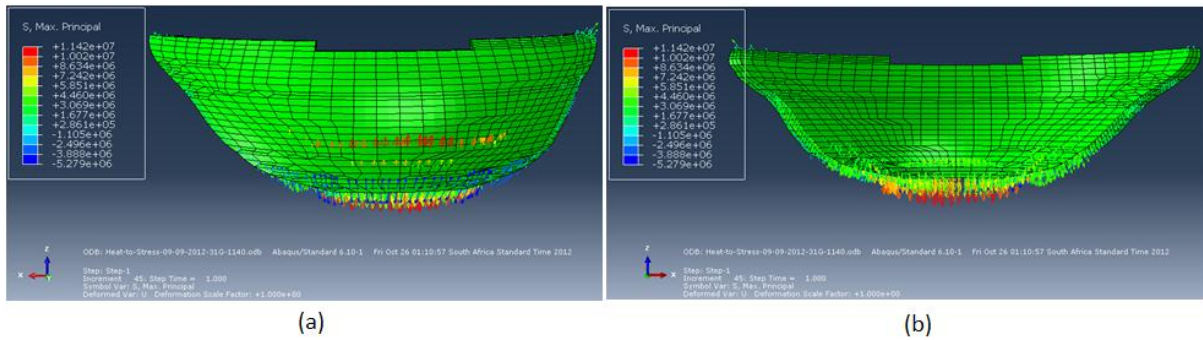 S, Max. Principal
+1.142e+07
+1.002e+07
+8.634e+06
+7.242e+06
+5.851e+06
+4.460e+06
+3.069e+06
+1.677e+06
+2.861e+05
-1.105e+06
-2.496e+06
-3.888e+06
-5.279e+06
z
x
Y
ODB: Heat-to-Stress-09-09-2012-31G-1140.odb Abaqus/Standard 6.10-1 Fri Oct 26 01:10:57 South Africa Standard Time 2012
Step: Step-1
Increment 45: Step Time = 1.000
Symbol Var: S, Max. Principal
Deformed Var: U Deformation Scale Factor: +1.000e+00
(a)
S, Max. Principal
+1.142e+07
+1.002e+07
+8.634e+06
+7.242e+06
+5.851e+06
+4.460e+06
+3.069e+06
+1.677e+06
+2.861e+05
-1.105e+06
-2.496e+06
-3.888e+06
-5.279e+06
z
x
ODB: Heat-to-Stress-09-09-2012-31G-1140.odb Abaqus/Standard 6.10-1 Fri Oct 26 01:10:57 South Africa Standard Time 2012
Step: Step-1
Increment 45: Step Time = 1.000
Symbol Var: S, Max. Principal
Deformed Var: U Deformation Scale Factor: +1.000e+00
(b)